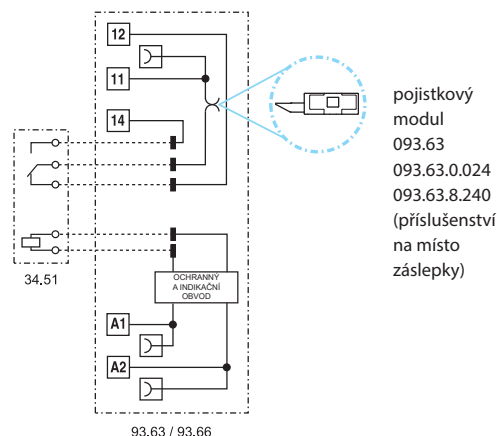 12
11
14
34.51
OCHRANNÝ
A INDIKAČNÍ
OBVOD
A1
A2
93.63 / 93.66
pojistkový
modul
093.63
093.63.0.024
093.63.8.240
(příslušenství
na místo
záslepky)